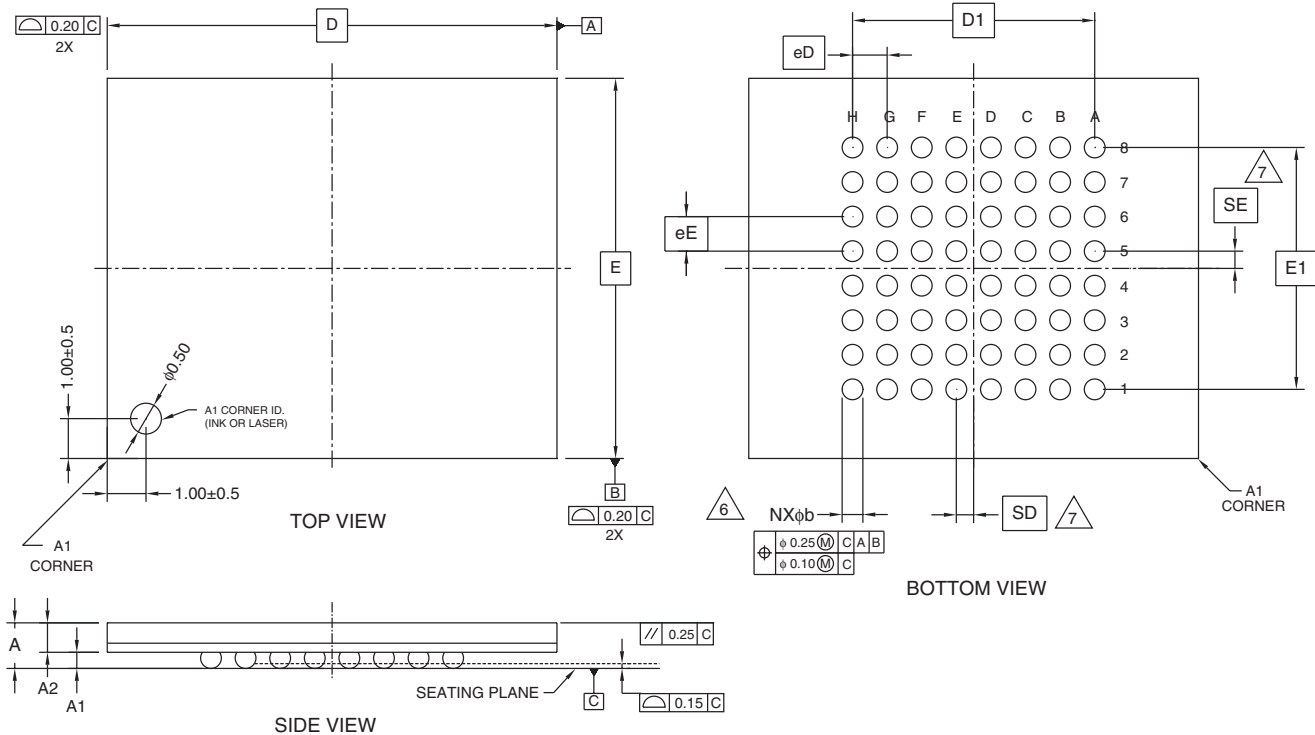 ⌓ 0.20 C
2X
D
A
E
1.00±0.5
ϕ0.50
A1 CORNER ID.
(INK OR LASER)
1.00±0.5
B
⌓ 0.20 C
2X
TOP VIEW
A1
CORNER
D1
eD
H G F E D C B A
8
7
6
5
4
3
2
1
7
SE
eE
E1
6
NXϕb
⌖ ϕ 0.25 Ⓜ C A B
ϕ 0.10 Ⓜ C
SD
7
A1
CORNER
BOTTOM VIEW
A
A2
A1
// 0.25 C
SEATING PLANE
C
⌓ 0.15 C
SIDE VIEW